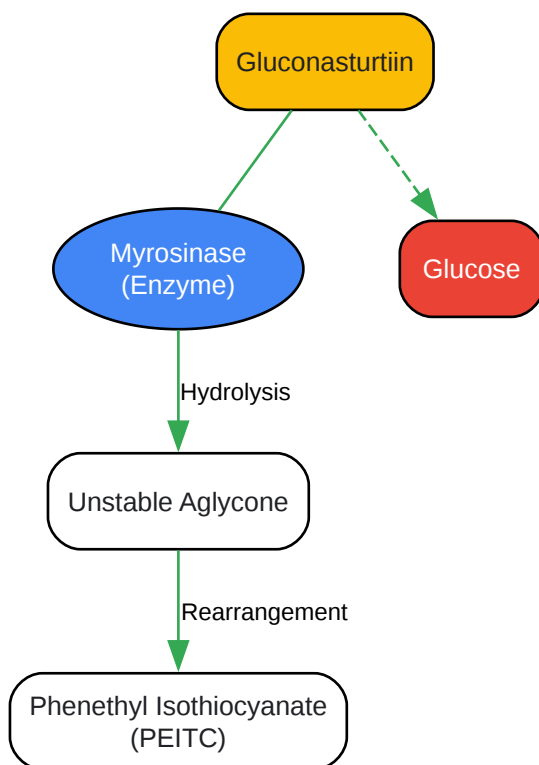 Gluconasturtiin
Myrosinase
(Enzyme)
Glucose
Hydrolysis
Unstable Aglycone
Rearrangement
Phenethyl Isothiocyanate
(PEITC)